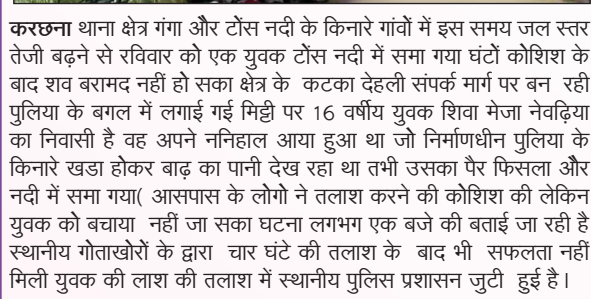 करछना थाना क्षेत्र गंगा और टोंस नदी के किनारे गांवों में इस समय जल स्तर
तेजी बढ़ने से रविवार को एक युवक टोंस नदी में समा गया घंटों कोशिश के
बाद शव बरामद नहीं हो सका क्षेत्र के कटका देहली संपर्क मार्ग पर बन रही
पुलिया के बगल में लगाई गई मिट्टी पर 16 वर्षीय युवक शिवा मेजा नेवढ़िया
का निवासी है वह अपने ननिहाल आया हुआ था जो निर्माणधीन पुलिया के
किनारे खडा होकर बाढ़ का पानी देख रहा था तभी उसका पैर फिसला और
नदी में समा गया( आसपास के लोगो ने तलाश करने की कोशिश की लेकिन
युवक को बचाया नहीं जा सका घटना लगभग एक बजे की बताई जा रही है
स्थानीय गोताखोरों के द्वारा चार घंटे की तलाश के बाद भी सफलता नहीं
मिली युवक की लाश की तलाश में स्थानीय पुलिस प्रशासन जुटी हुई है।